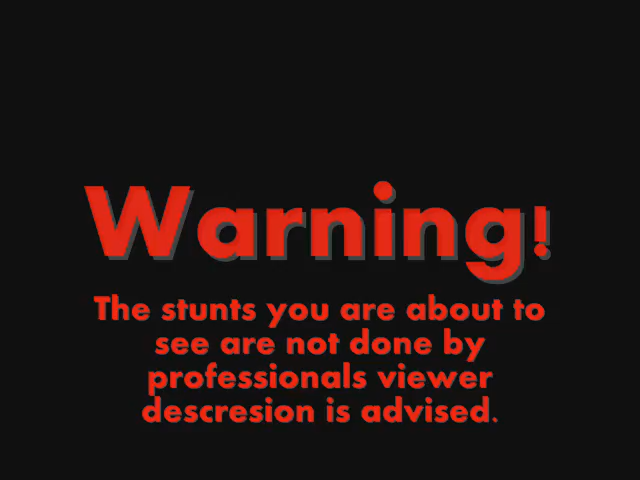 Warning!
The stunts you are about to
see are not done by
professionals viewer
descresion is advised.